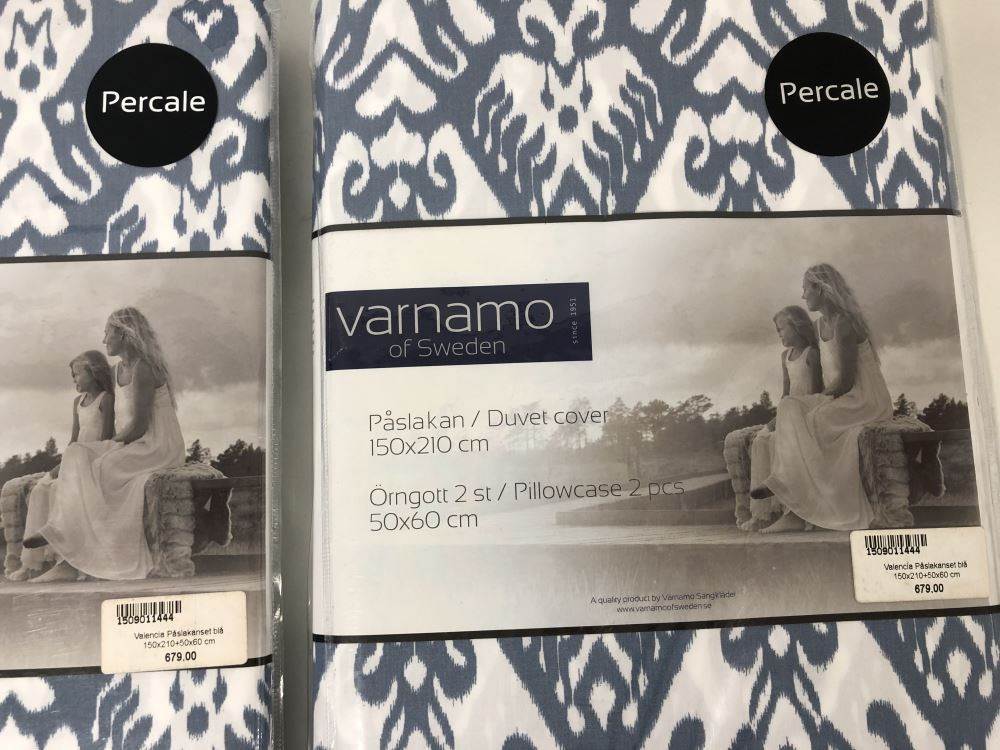 Percale
1509011444
Valencia Påslakanset blå
150x210+50x60 cm
679.00
Percale
varnamo
of Sweden
since 1951
Påslakan / Duvet cover
150x210 cm
Örngott 2 st / Pillowcase 2 pcs
50x60 cm
A quality product by Värnamo Sängkläder
www.varnamoofsweden.se
1509011444
Valencia Påslakanset blå
150x210+50x60 cm
679.00